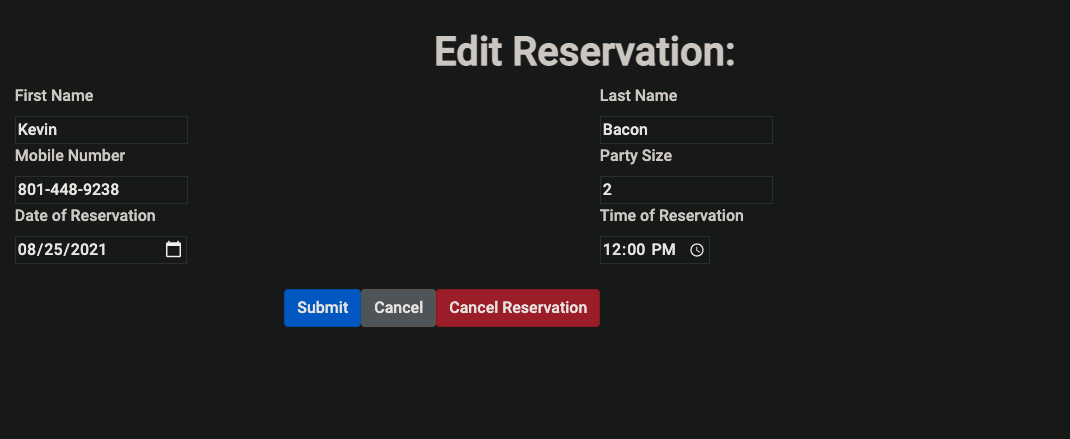 Edit Reservation:
First Name
Last Name
Kevin
Bacon
Mobile Number
Party Size
801-448-9238
2
Date of Reservation
Time of Reservation
08/25/2021
12:00 PM
Submit
Cancel
Cancel Reservation